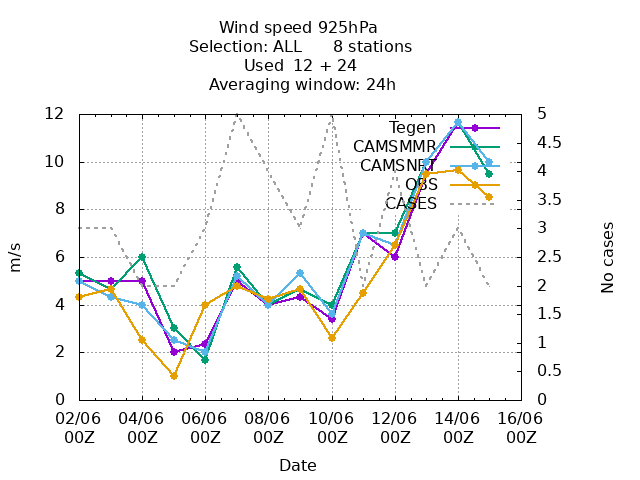 Wind speed 925hPa
Selection: ALL 8 stations
Used 12 + 24
Averaging window: 24h
12 5
Tegen 4.5
CAMSMMR
10 CAMSNRT 4
OBS 3.5
8 CASES
3
6 2.5
m/s No cases
2
4 1.5
2 1
0.5
0 0
02/06 04/06 06/06 08/06 10/06 12/06 14/06 16/06
00Z 00Z 00Z 00Z 00Z 00Z 00Z 00Z
Date